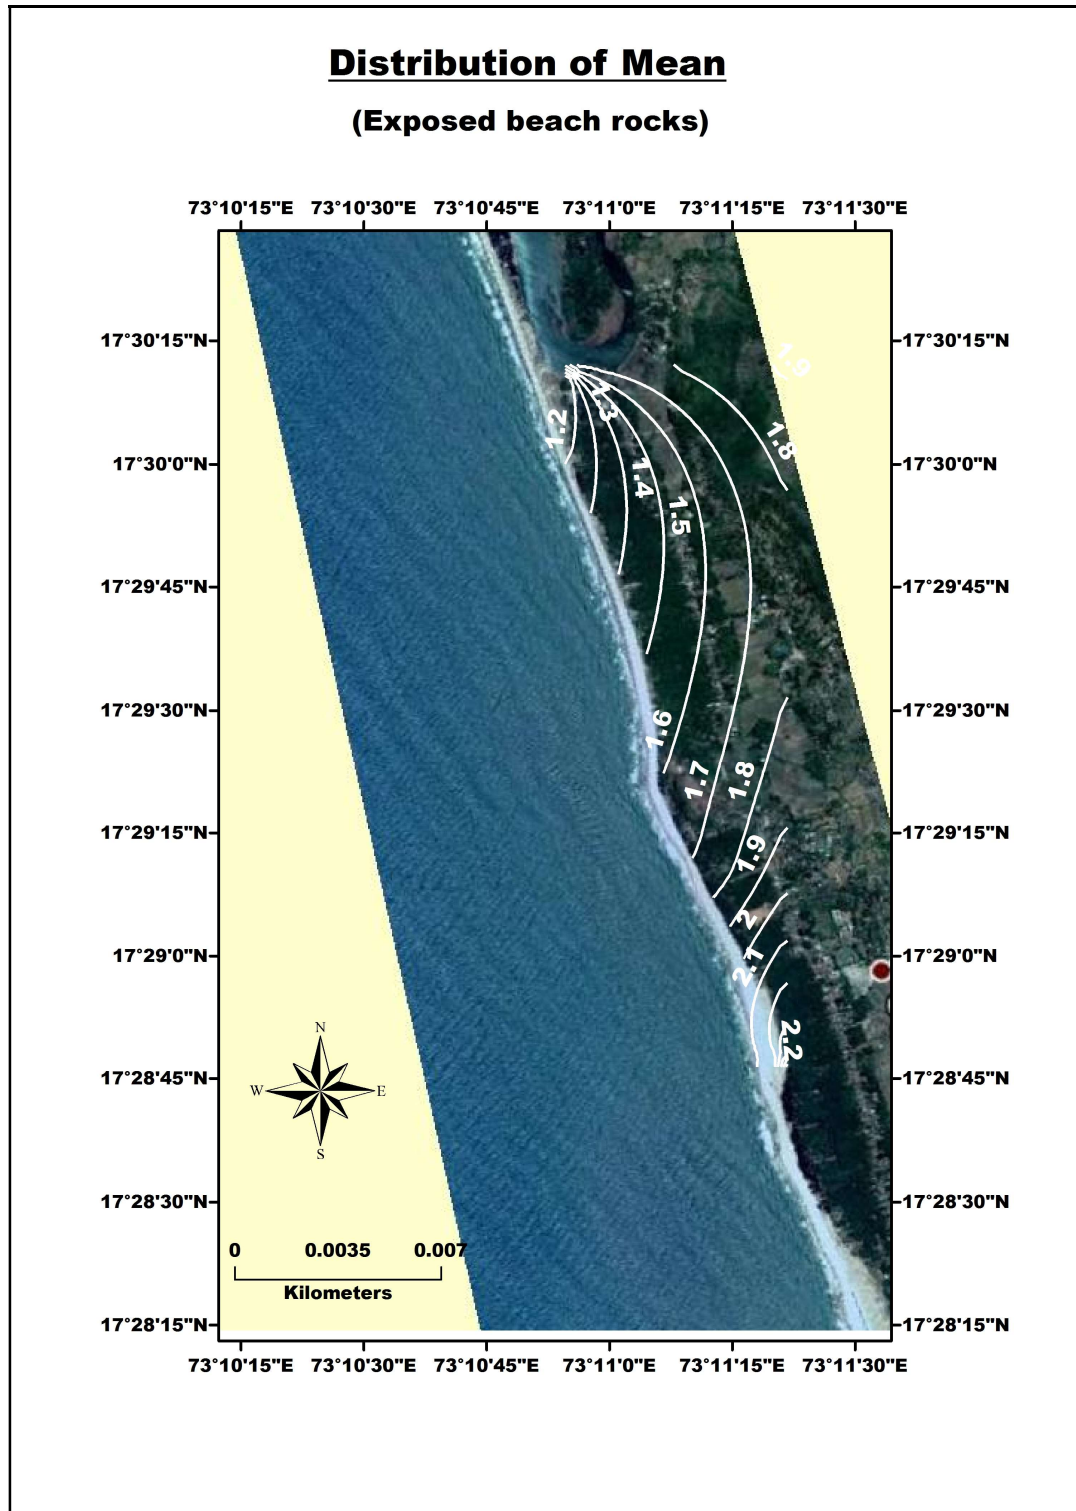 Distribution of Mean
(Exposed beach rocks)
73°10'15"E 73°10'30"E 73°10'45"E 73°11'0"E 73°11'15"E 73°11'30"E
17°30'15"N 17°30'15"N
1.9
1.3
1.2
1.8
17°30'0"N 17°30'0"N
1.4
1.5
17°29'45"N 17°29'45"N
17°29'30"N 17°29'30"N
1.6
1.7
1.8
17°29'15"N 17°29'15"N
1.9
2
17°29'0"N 17°29'0"N
2.1
2.2
N
17°28'45"N 17°28'45"N
W E
S
17°28'30"N 17°28'30"N
0 0.0035 0.007
Kilometers
17°28'15"N 17°28'15"N
73°10'15"E 73°10'30"E 73°10'45"E 73°11'0"E 73°11'15"E 73°11'30"E